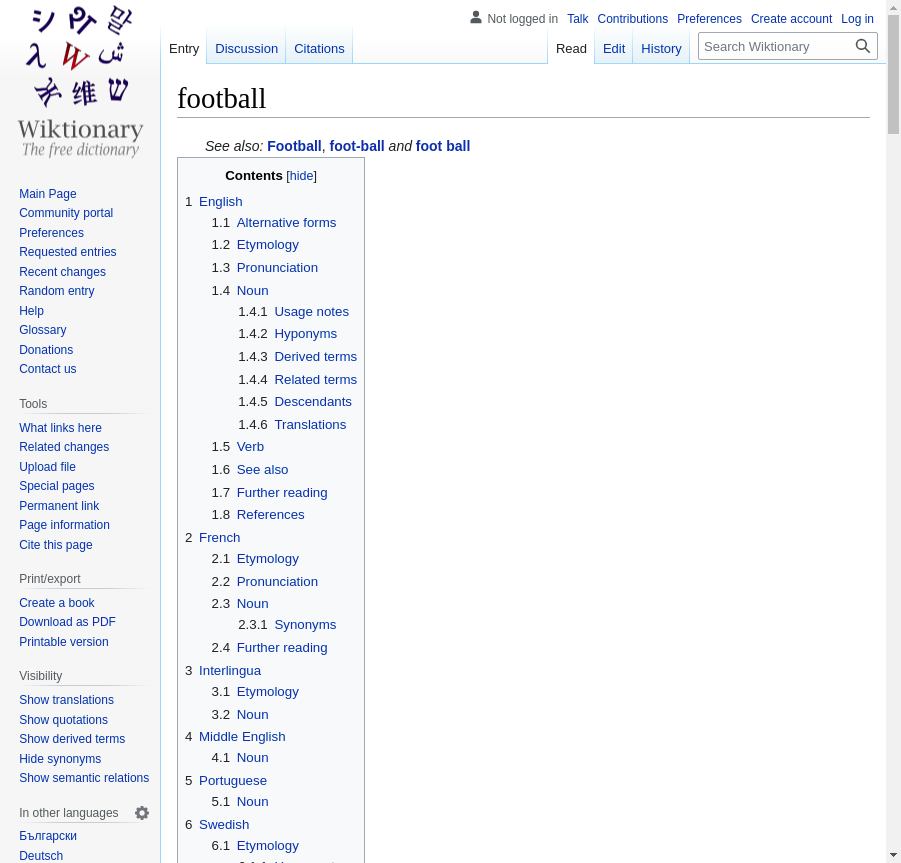 Not logged in Talk Contributions Preferences Create account Log in
Entry Discussion Citations Read Edit History Search Wiktionary
Wiktionary
The free dictionary
football
See also: Football, foot-ball and foot ball
Contents [hide]
1 English
1.1 Alternative forms
1.2 Etymology
1.3 Pronunciation
1.4 Noun
1.4.1 Usage notes
1.4.2 Hyponyms
1.4.3 Derived terms
1.4.4 Related terms
1.4.5 Descendants
1.4.6 Translations
1.5 Verb
1.6 See also
1.7 Further reading
1.8 References
2 French
2.1 Etymology
2.2 Pronunciation
2.3 Noun
2.3.1 Synonyms
2.4 Further reading
3 Interlingua
3.1 Etymology
3.2 Noun
4 Middle English
4.1 Noun
5 Portuguese
5.1 Noun
6 Swedish
6.1 Etymology
Main Page
Community portal
Preferences
Requested entries
Recent changes
Random entry
Help
Glossary
Donations
Contact us
Tools
What links here
Related changes
Upload file
Special pages
Permanent link
Page information
Cite this page
Print/export
Create a book
Download as PDF
Printable version
Visibility
Show translations
Show quotations
Show derived terms
Hide synonyms
Show semantic relations
In other languages
Български
Deutsch